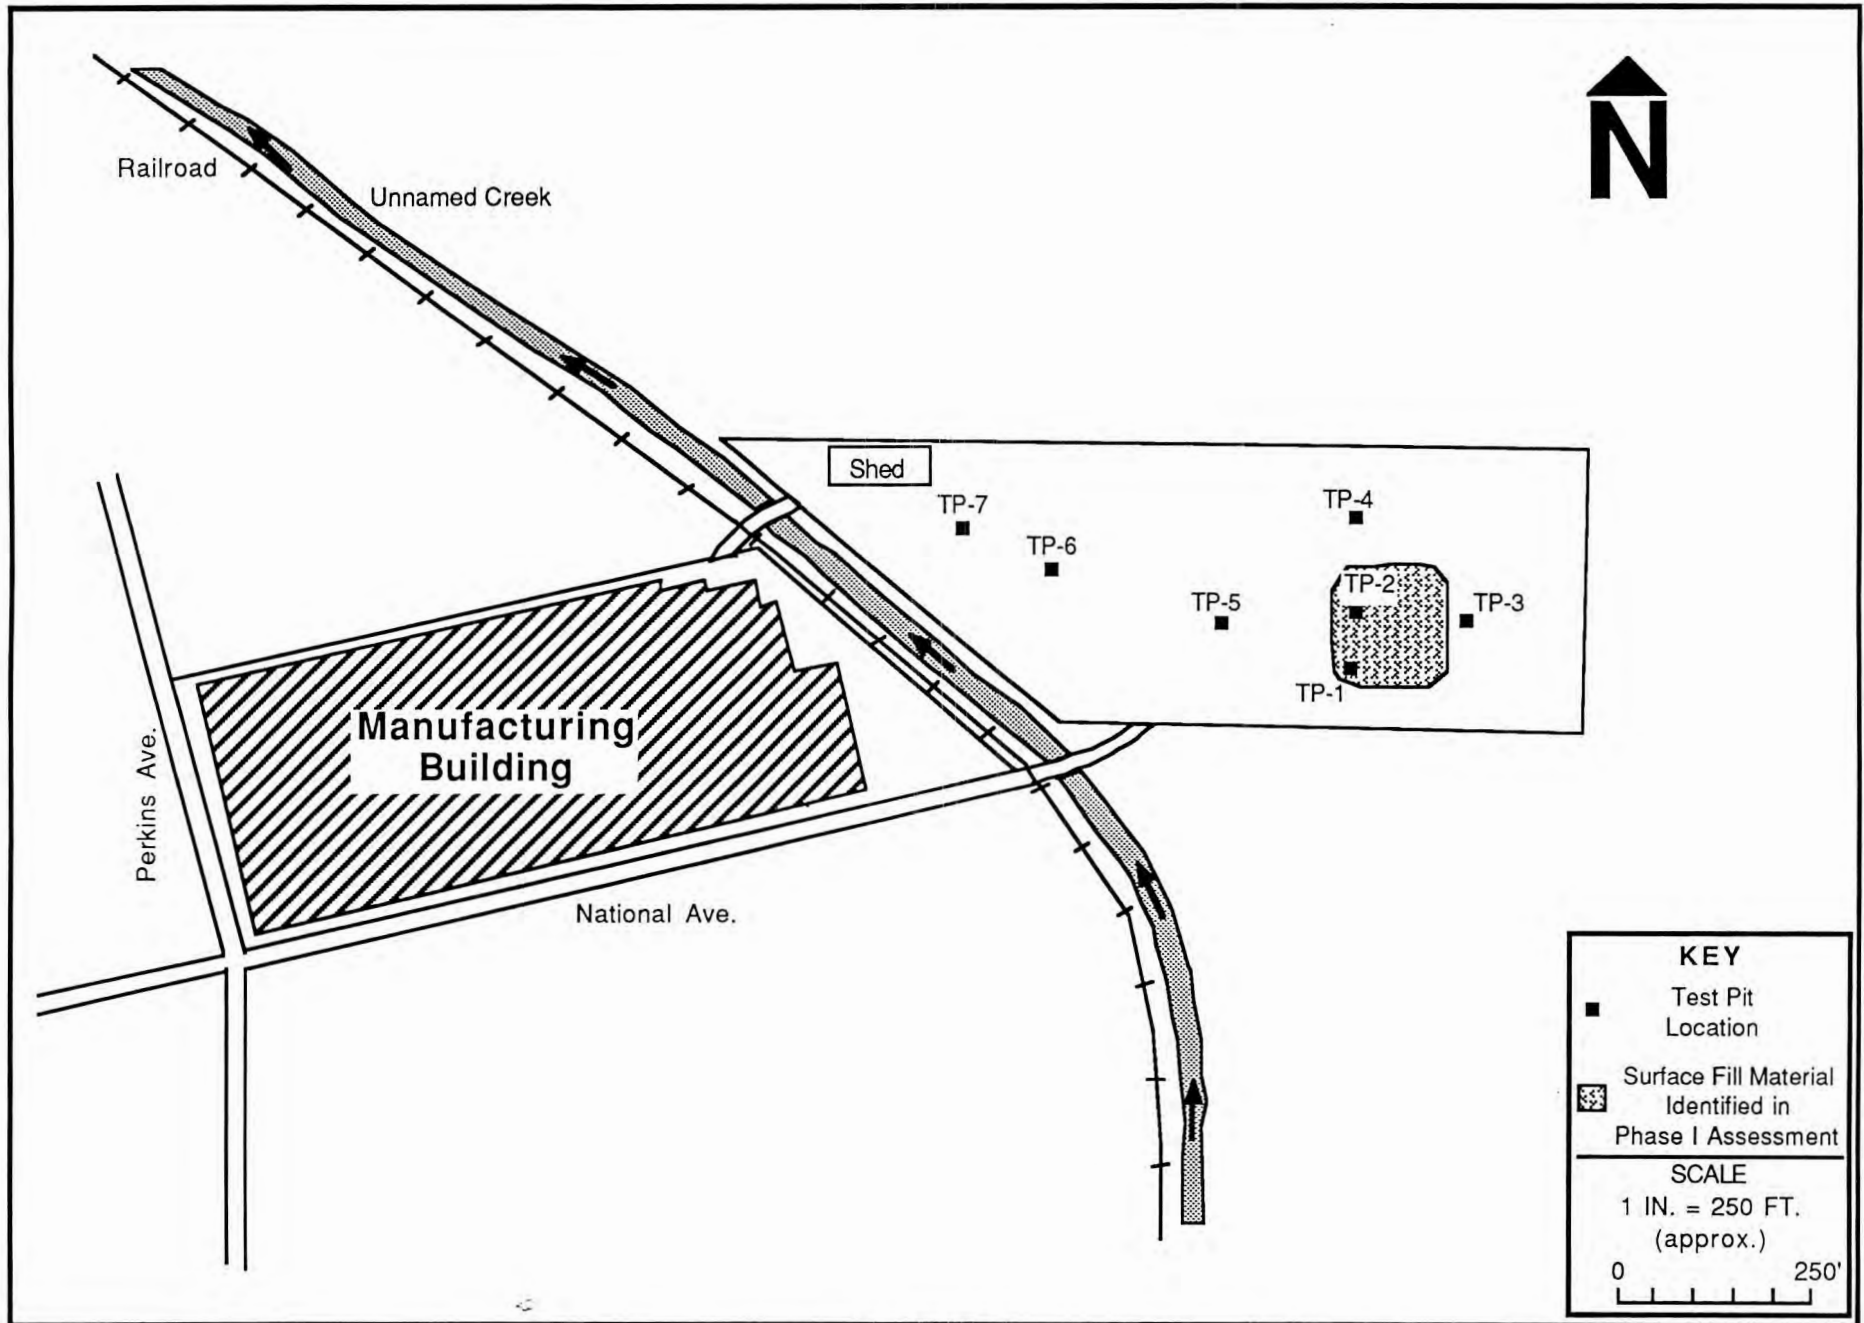 N
Railroad
Unnamed Creek
Shed
TP-7
TP-4
TP-6
TP-2
TP-5
TP-3
TP-1
Manufacturing
Building
Perkins Ave.
National Ave.
KEY
Test Pit
Location
Surface Fill Material
Identified in
Phase I Assessment
SCALE
1 IN. = 250 FT.
(approx.)
0 250'